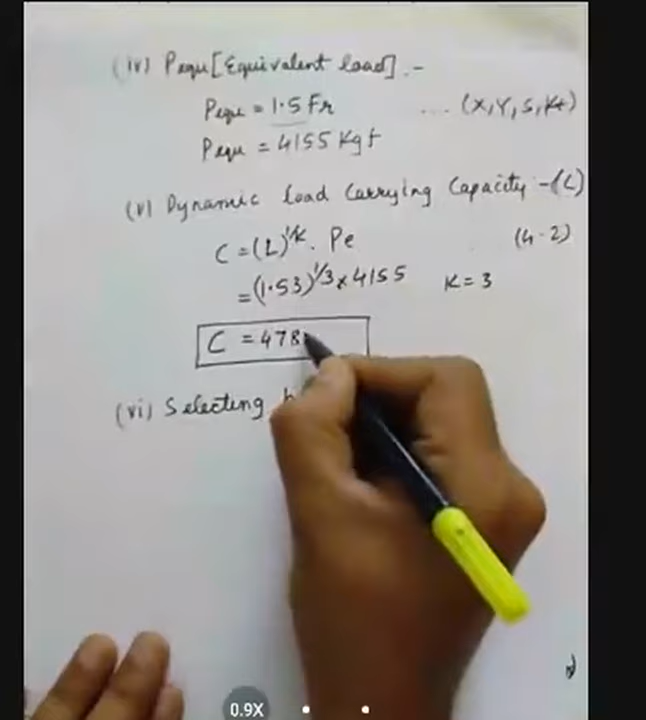 (iv) Pequ [Equivalent load] :-
Pequ = 1.5 Fr ... (X, Y, S, Kt)
Pequ = 4155 Kgf
(v) Dynamic load Carrying Capacity - (C)
C = (L)^1/K . Pe (4.2)
= (1.53)^1/3 x 4155 K = 3
C = 478
(vi) Selecting
0.9X